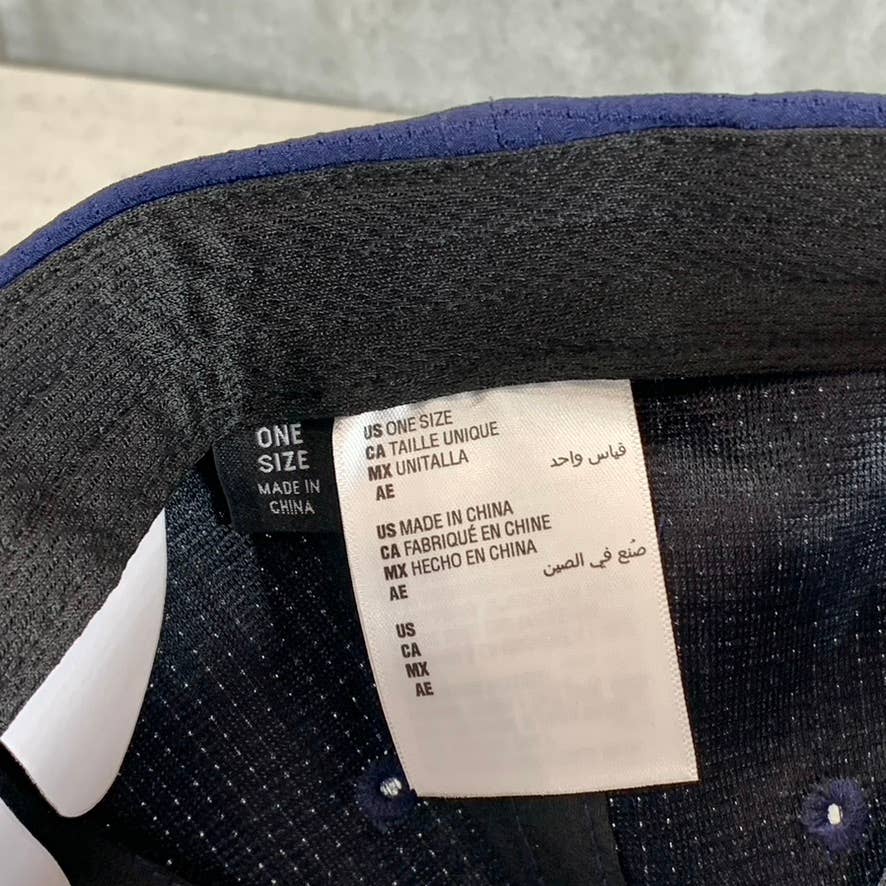 ONE
SIZE
MADE IN
CHINA
US ONE SIZE
CA TAILLE UNIQUE
MX UNITALLA
AE قياس واحد
US MADE IN CHINA
CA FABRIQUÉ EN CHINE
MX HECHO EN CHINA
AE صُنع في الصين
US
CA
MX
AE